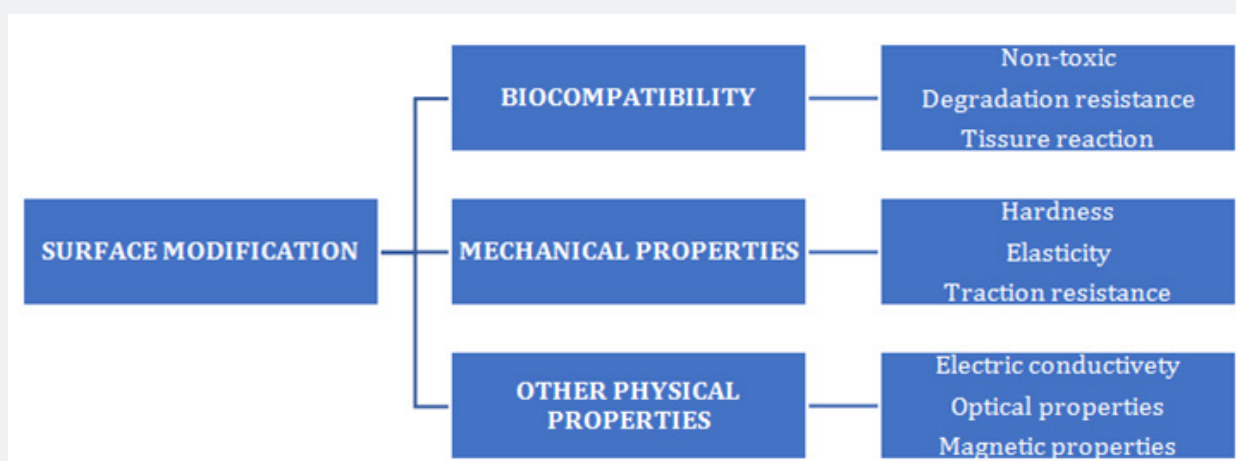 SURFACE MODIFICATION
BIOCOMPATIBILITY
Non-toxic
Degradation resistance
Tissure reaction
MECHANICAL PROPERTIES
Hardness
Elasticity
Traction resistance
OTHER PHYSICAL
PROPERTIES
Electric conductivety
Optical properties
Magnetic properties